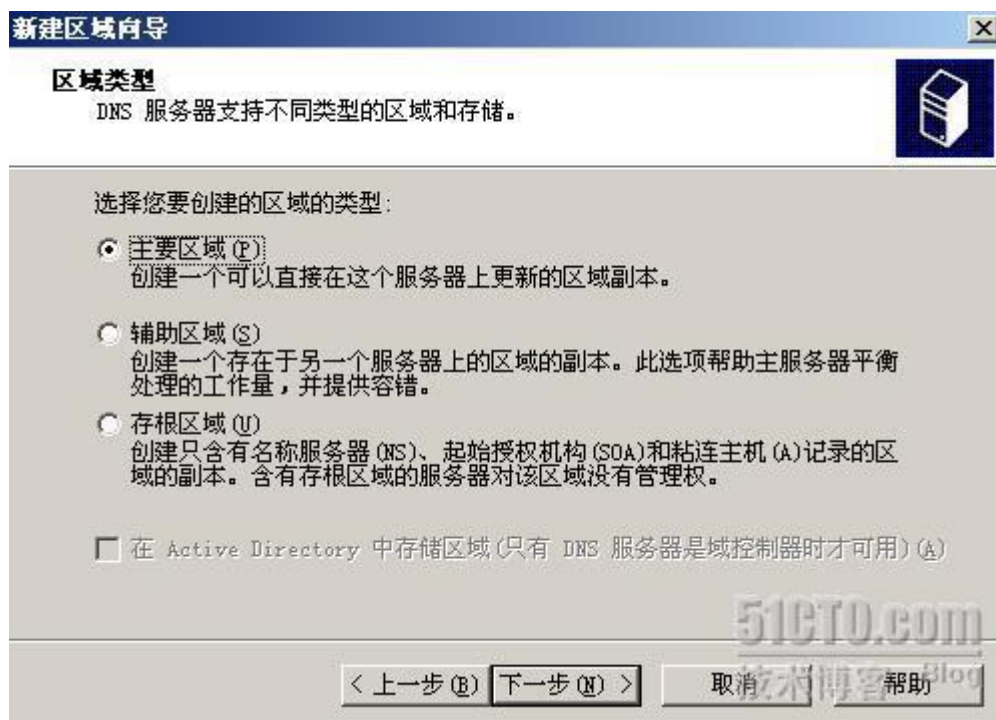 新建区域向导
区域类型
DNS 服务器支持不同类型的区域和存储。
选择您要创建的区域的类型:
主要区域(P)
创建一个可以直接在这个服务器上更新的区域副本。
辅助区域(S)
创建一个存在于另一个服务器上的区域的副本。此选项帮助主服务器平衡
处理的工作量,并提供容错。
存根区域(U)
创建只含有名称服务器(NS)、起始授权机构(SOA)和粘连主机(A)记录的区
域的副本。含有存根区域的服务器对该区域没有管理权。
在 Active Directory 中存储区域(只有 DNS 服务器是域控制器时才可用)(A)
51CTO.com
技术博客 Blog
< 上一步(B) 下一步(N) > 取消 帮助